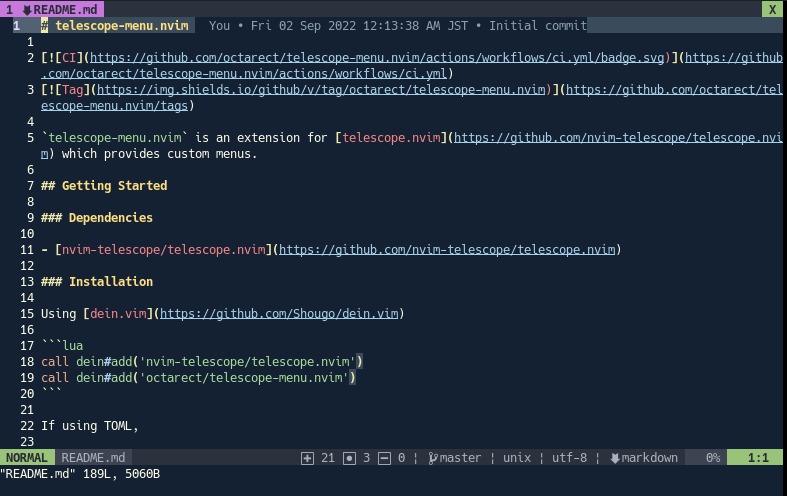 1 README.md X
1 # telescope-menu.nvim You • Fri 02 Sep 2022 12:13:38 AM JST • Initial commit
1
2 [![CI](https://github.com/octarect/telescope-menu.nvim/actions/workflows/ci.yml/badge.svg)](https://github
.com/octarect/telescope-menu.nvim/actions/workflows/ci.yml)
3 [![Tag](https://img.shields.io/github/v/tag/octarect/telescope-menu.nvim)](https://github.com/octarect/tel
escope-menu.nvim/tags)
4
5 `telescope-menu.nvim` is an extension for [telescope.nvim](https://github.com/nvim-telescope/telescope.nvi
m) which provides custom menus.
6
7 ## Getting Started
8
9 ### Dependencies
10
11 - [nvim-telescope/telescope.nvim](https://github.com/nvim-telescope/telescope.nvim)
12
13 ### Installation
14
15 Using [dein.vim](https://github.com/Shougo/dein.vim)
16
17 ```lua
18 call dein#add('nvim-telescope/telescope.nvim')
19 call dein#add('octarect/telescope-menu.nvim')
20 ```
21
22 If using TOML,
23
NORMAL README.md 21 3 0 ¦ master ¦ unix ¦ utf-8 ¦ markdown 0% 1:1
"README.md" 189L, 5060B